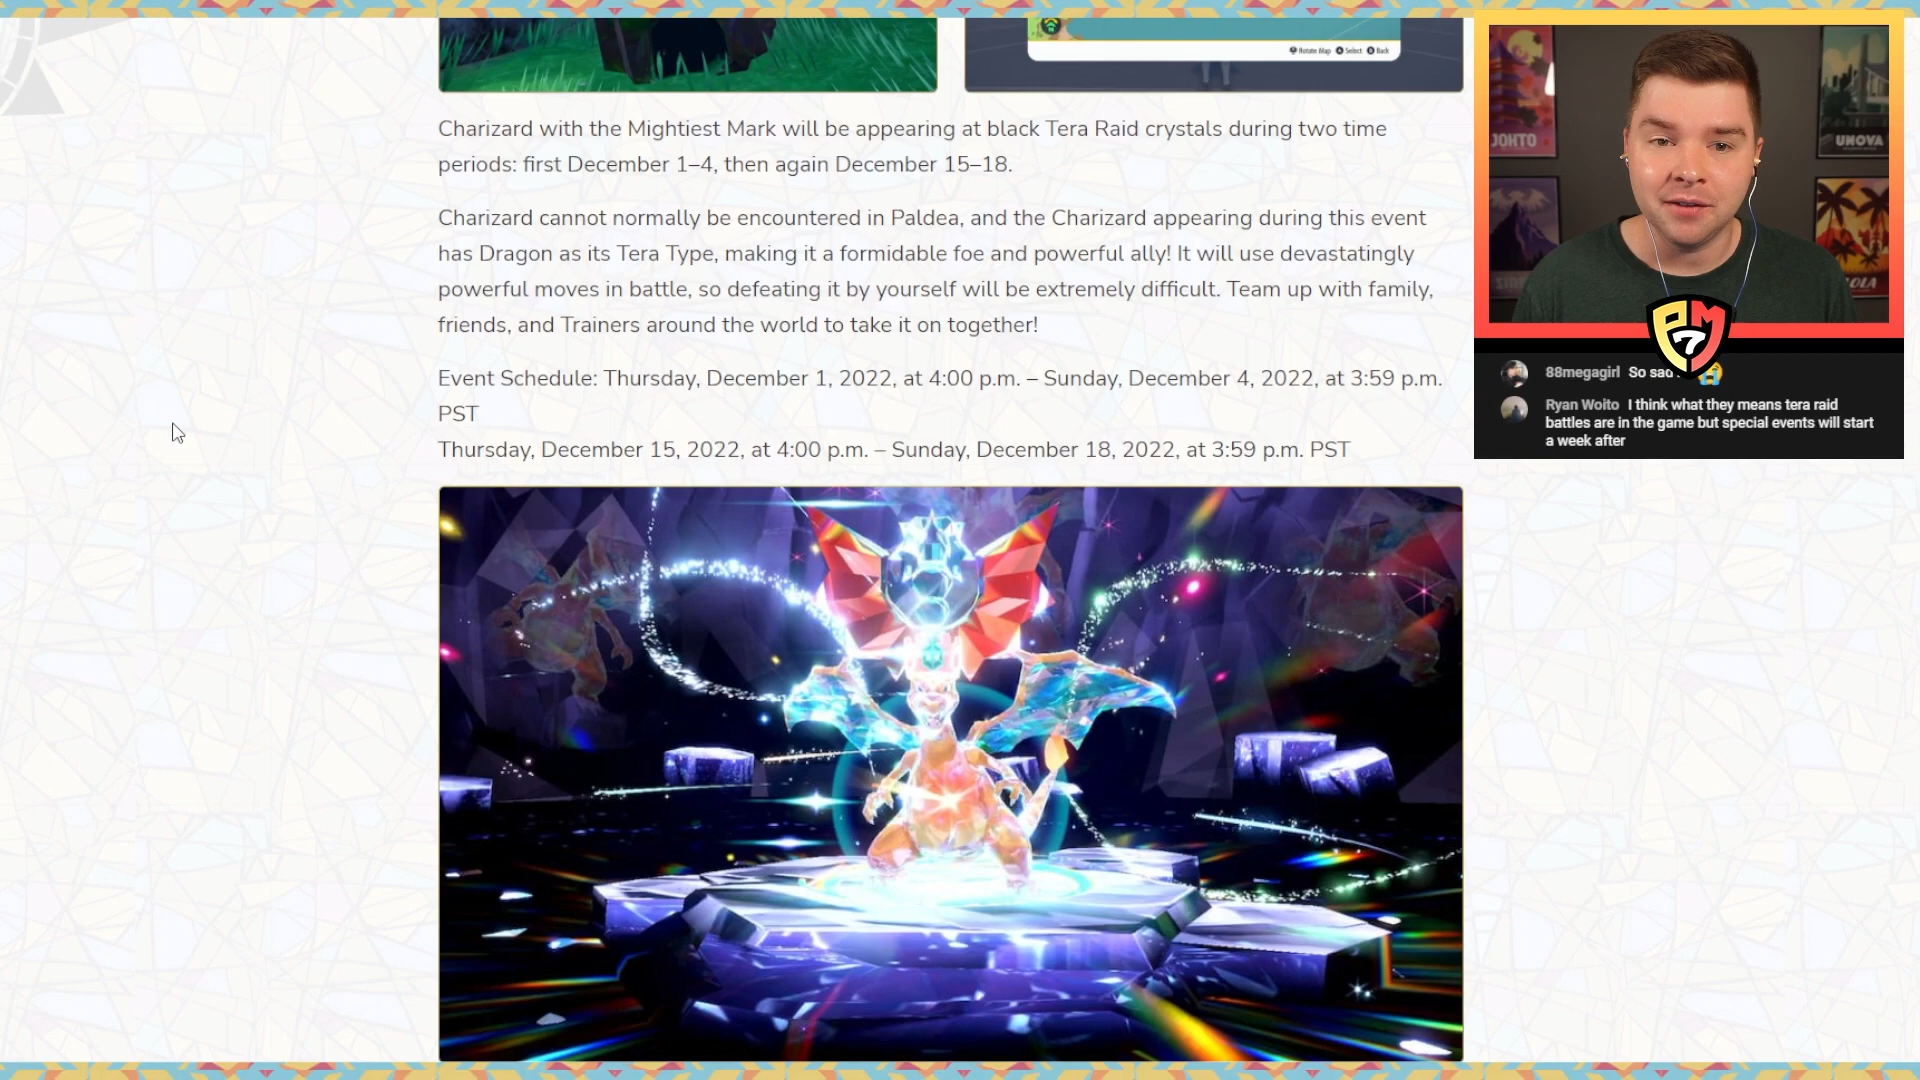 Rotate Map Select Back
Charizard with the Mightiest Mark will be appearing at black Tera Raid crystals during two time
periods: first December 1–4, then again December 15–18.
Charizard cannot normally be encountered in Paldea, and the Charizard appearing during this event
has Dragon as its Tera Type, making it a formidable foe and powerful ally! It will use devastatingly
powerful moves in battle, so defeating it by yourself will be extremely difficult. Team up with family,
friends, and Trainers around the world to take it on together!
Event Schedule: Thursday, December 1, 2022, at 4:00 p.m. – Sunday, December 4, 2022, at 3:59 p.m.
PST
Thursday, December 15, 2022, at 4:00 p.m. – Sunday, December 18, 2022, at 3:59 p.m. PST
JOHTO
UNOVA
PM7
88megagirl So sad
Ryan Woito I think what they means tera raid
battles are in the game but special events will start
a week after